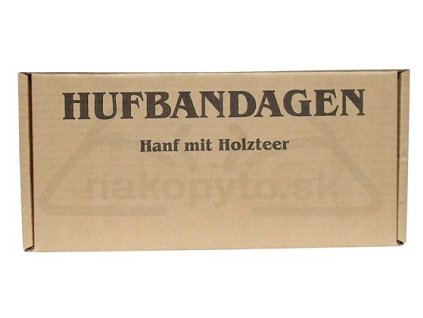 HUFBANDAGEN
Hanf mit Holzteer
nakopyto.sk